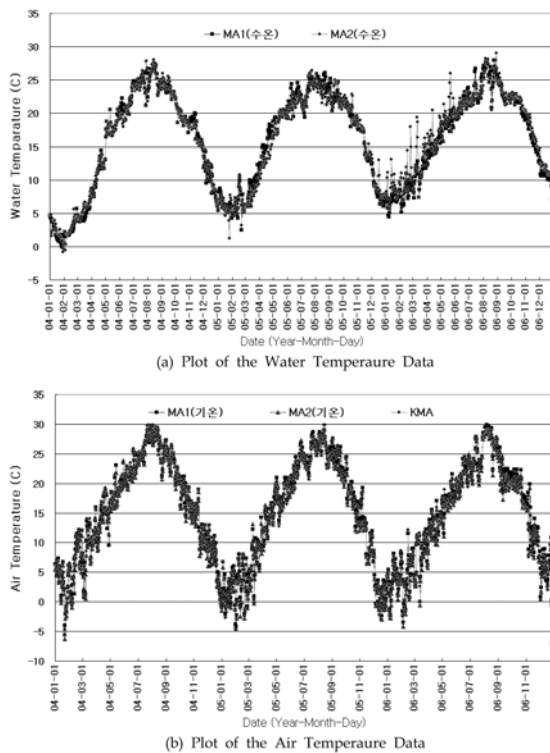 MA1(수온) MA2(수온)
Water Temparature (C)
35
30
25
20
15
10
5
0
-5
04-01-01 04-02-01 04-03-01 04-04-01 04-05-01 04-06-01 04-07-01 04-08-01 04-09-01 04-10-01 04-11-01 04-12-01 05-01-01 05-02-01 05-03-01 05-04-01 05-05-01 05-06-01 05-07-01 05-08-01 05-09-01 05-10-01 05-11-01 05-12-01 06-01-01 06-02-01 06-03-01 06-04-01 06-05-01 06-06-01 06-07-01 06-08-01 06-09-01 06-10-01 06-11-01 06-12-01
Date (Year-Month-Day)
(a) Plot of the Water Temperaure Data
MA1(기온) MA2(기온) KMA
Air Temperature (C)
35
30
25
20
15
10
5
0
-5
-10
04-01-01 04-03-01 04-05-01 04-07-01 04-09-01 04-11-01 05-01-01 05-03-01 05-05-01 05-07-01 05-09-01 05-11-01 06-01-01 06-03-01 06-05-01 06-07-01 06-09-01 06-11-01
Date (Year-Month-Day)
(b) Plot of the Air Temperaure Data